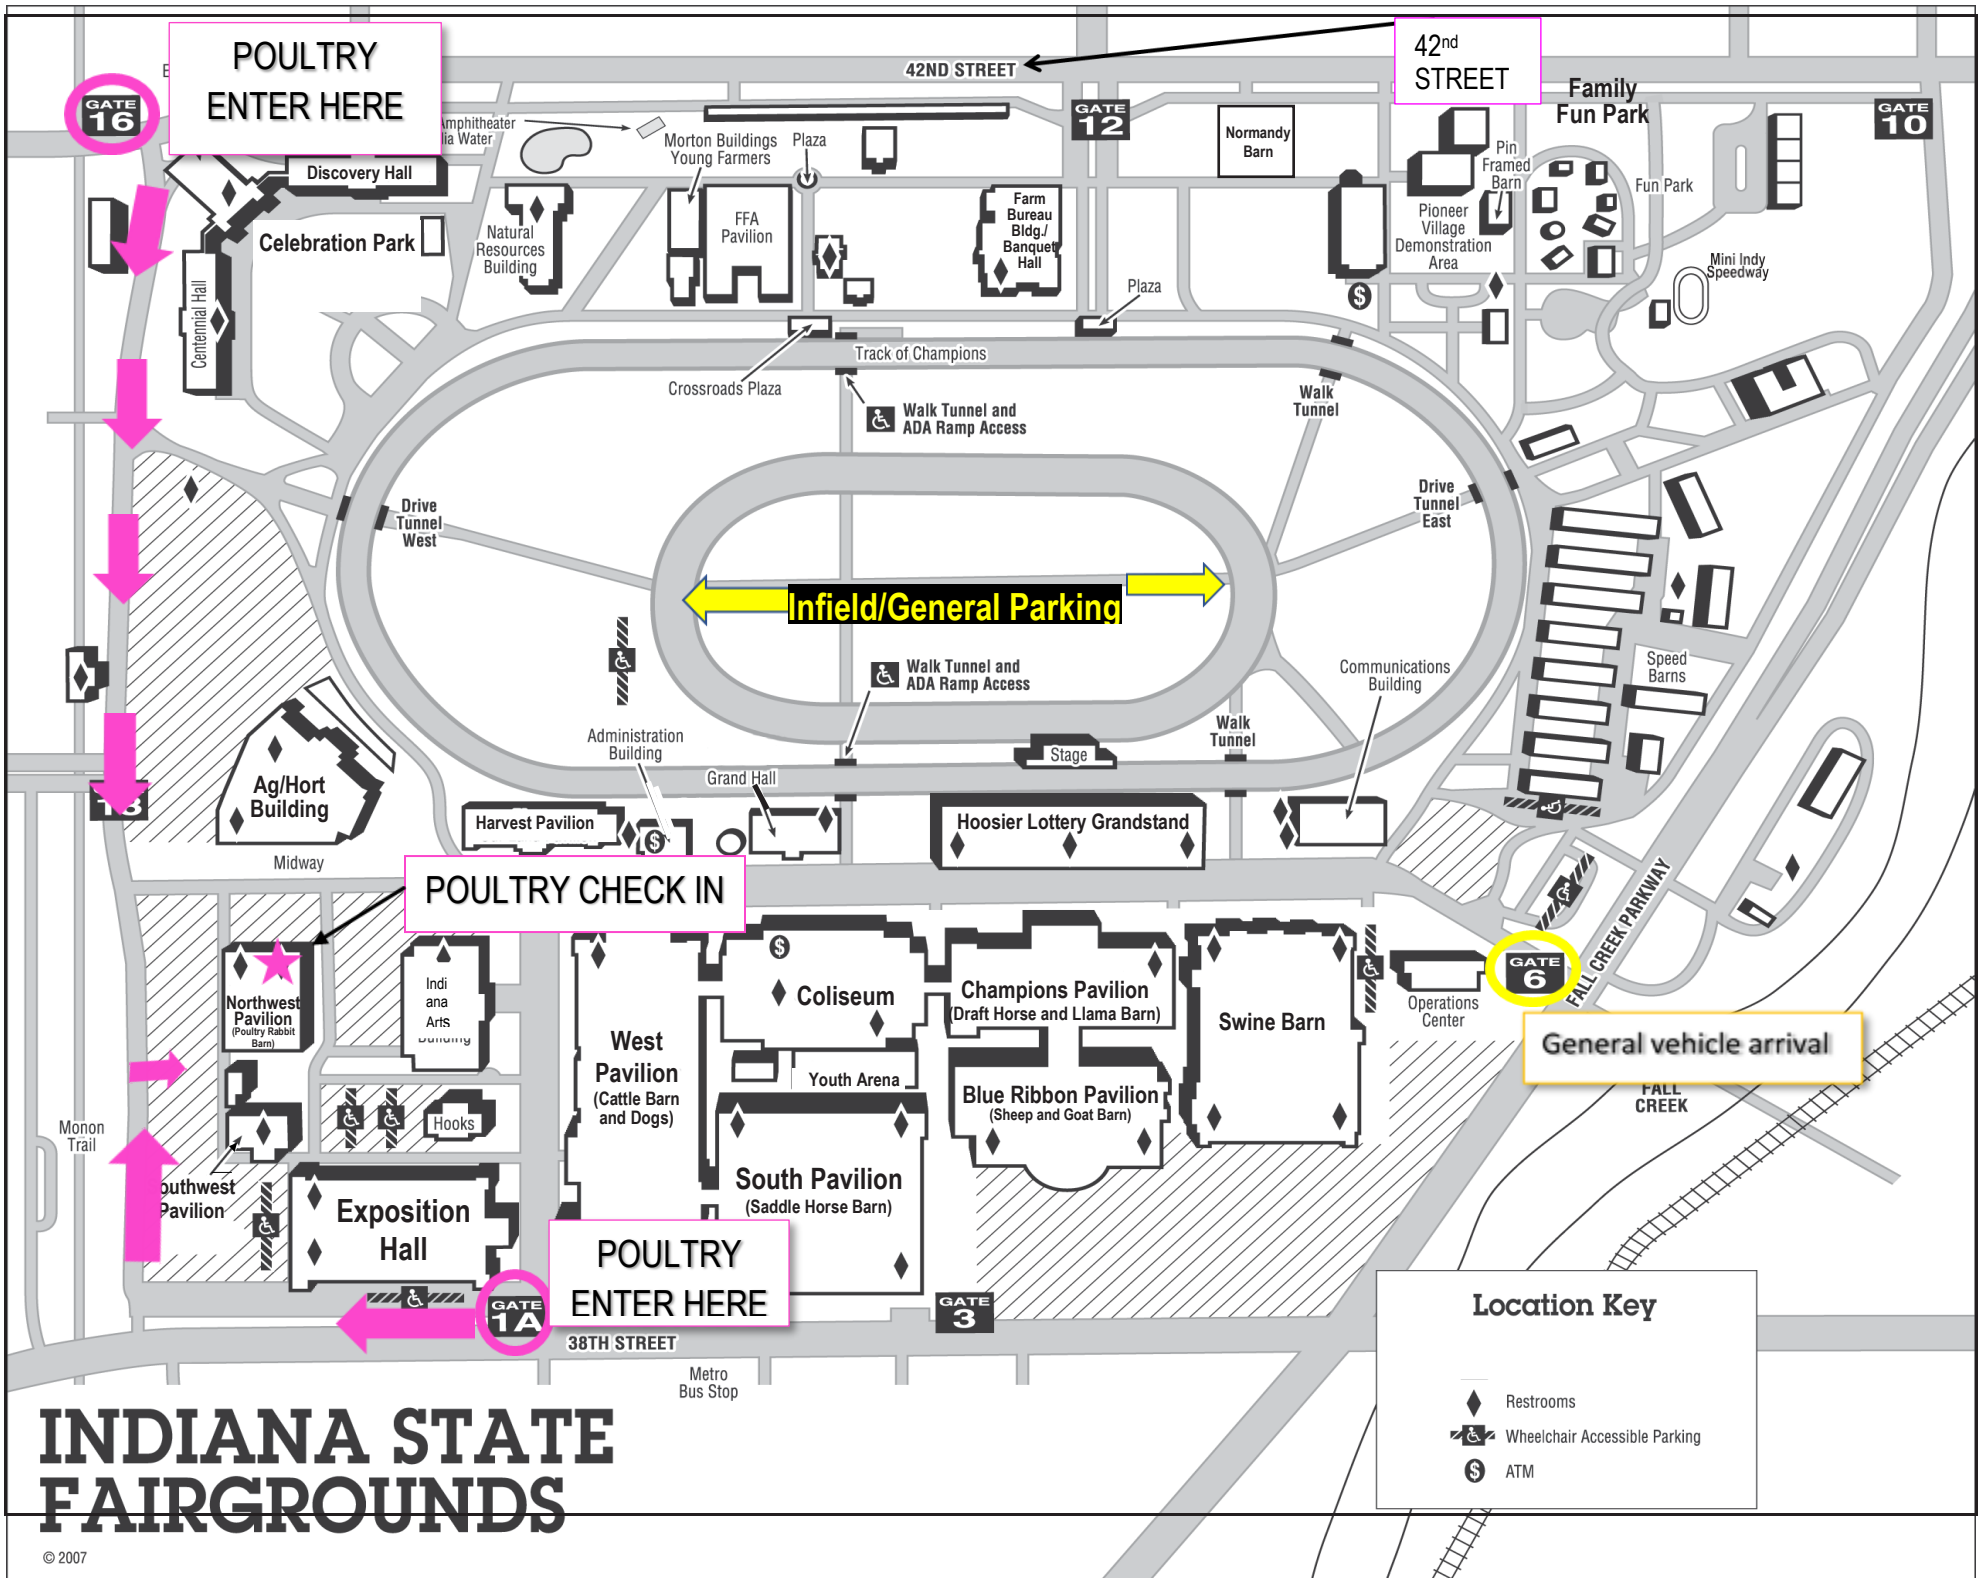 POULTRY
ENTER HERE
42nd
STREET
42ND STREET
GATE
16
GATE
12
GATE
10
Family
Fun Park
Amphitheater
Water
Morton Buildings
Young Farmers
Plaza
Normandy
Barn
Pin
Framed
Barn
Fun Park
Discovery Hall
Celebration Park
Natural
Resources
Building
FFA
Pavilion
Farm
Bureau
Bldg./
Banquet
Hall
Pioneer
Village
Demonstration
Area
Mini Indy
Speedway
Centennial Hall
Plaza
$
Track of Champions
Crossroads Plaza
Walk Tunnel and
ADA Ramp Access
Walk
Tunnel
Drive
Tunnel
West
Drive
Tunnel
East
Infield/General Parking
Walk Tunnel and
ADA Ramp Access
Communications
Building
Speed
Barns
Administration
Building
Walk
Tunnel
Stage
Grand Hall
Ag/Hort
Building
Harvest Pavilion
$
Hoosier Lottery Grandstand
Midway
POULTRY CHECK IN
FALL CREEK PARKWAY
Northwest
Pavilion
(Poultry Rabbit
Barn)
Indi
ana
Arts
Building
West
Pavilion
(Cattle Barn
and Dogs)
$
Coliseum
Champions Pavilion
(Draft Horse and Llama Barn)
Swine Barn
Operations
Center
GATE
6
General vehicle arrival
FALL
CREEK
Youth Arena
Blue Ribbon Pavilion
(Sheep and Goat Barn)
Hooks
Monon
Trail
outhwest
Pavilion
Exposition
Hall
South Pavilion
(Saddle Horse Barn)
POULTRY
ENTER HERE
GATE
1A
GATE
3
38TH STREET
Metro
Bus Stop
Location Key
Restrooms
Wheelchair Accessible Parking
$ ATM
INDIANA STATE
FAIRGROUNDS
© 2007